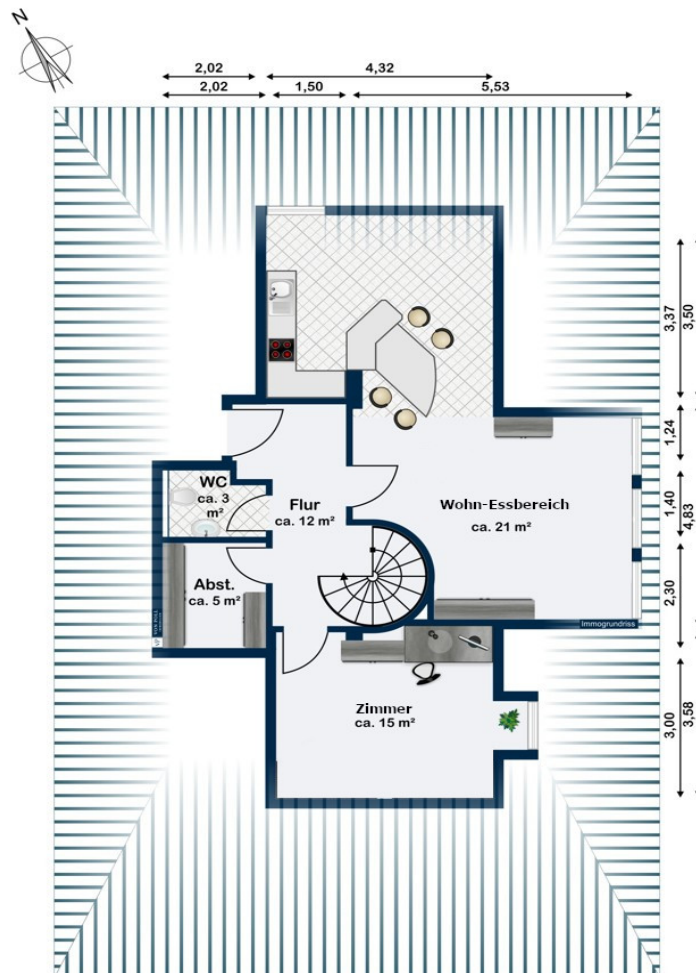 N
2,02
4,32
2,02
1,50
5,53
3,37
3,50
1,24
WC
ca. 3
m²
Flur
ca. 12 m²
Wohn-Essbereich
ca. 21 m²
1,40
4,83
Abst.
ca. 5 m²
2,30
Immogrundriss
Zimmer
ca. 15 m²
3,00
3,58